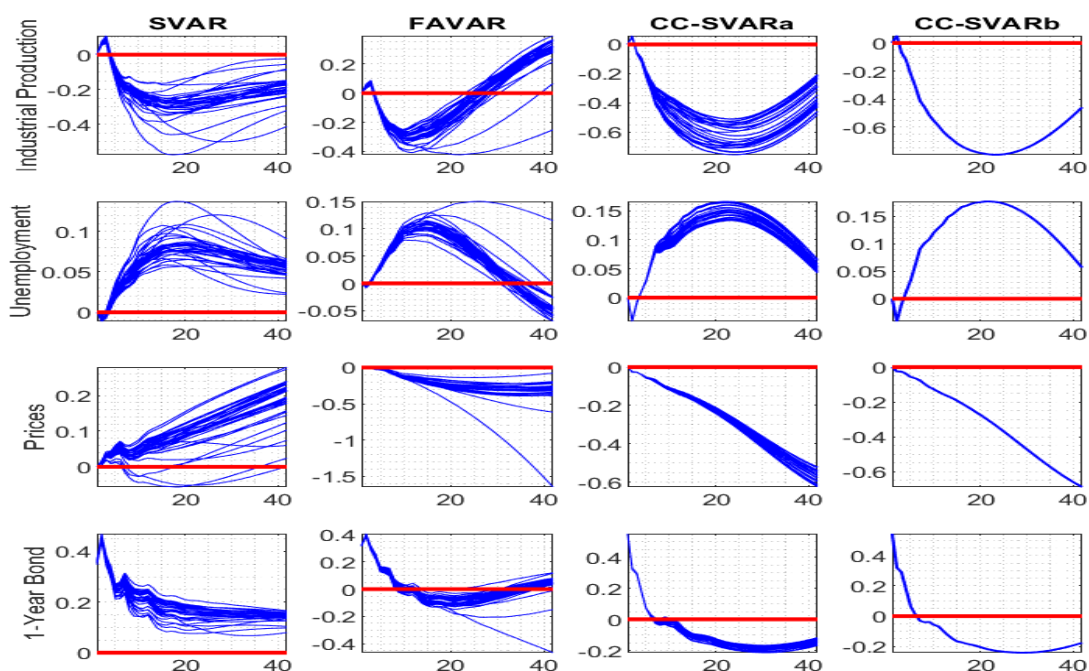 SVAR FAVAR CC-SVARa CC-SVARb
Industrial Production
0 -0.2 -0.4 20 40
0.2 0 -0.2 -0.4 20 40
0 -0.2 -0.4 -0.6 20 40
0 -0.2 -0.4 -0.6 20 40
Unemployment
0.1 0.05 0 20 40
0.1 0.05 0 -0.05 20 40
0.15 0.1 0.05 0 20 40
0.15 0.1 0.05 0 20 40
Prices
0.2 0.1 0 20 40
0 -0.5 -1 -1.5 20 40
0 -0.2 -0.4 -0.6 20 40
0 -0.2 -0.4 -0.6 20 40
1-Year Bond
0.4 0.2 0 20 40
0.4 0.2 0 -0.2 -0.4 20 40
0.4 0.2 0 -0.2 20 40
0.4 0.2 0 -0.2 20 40